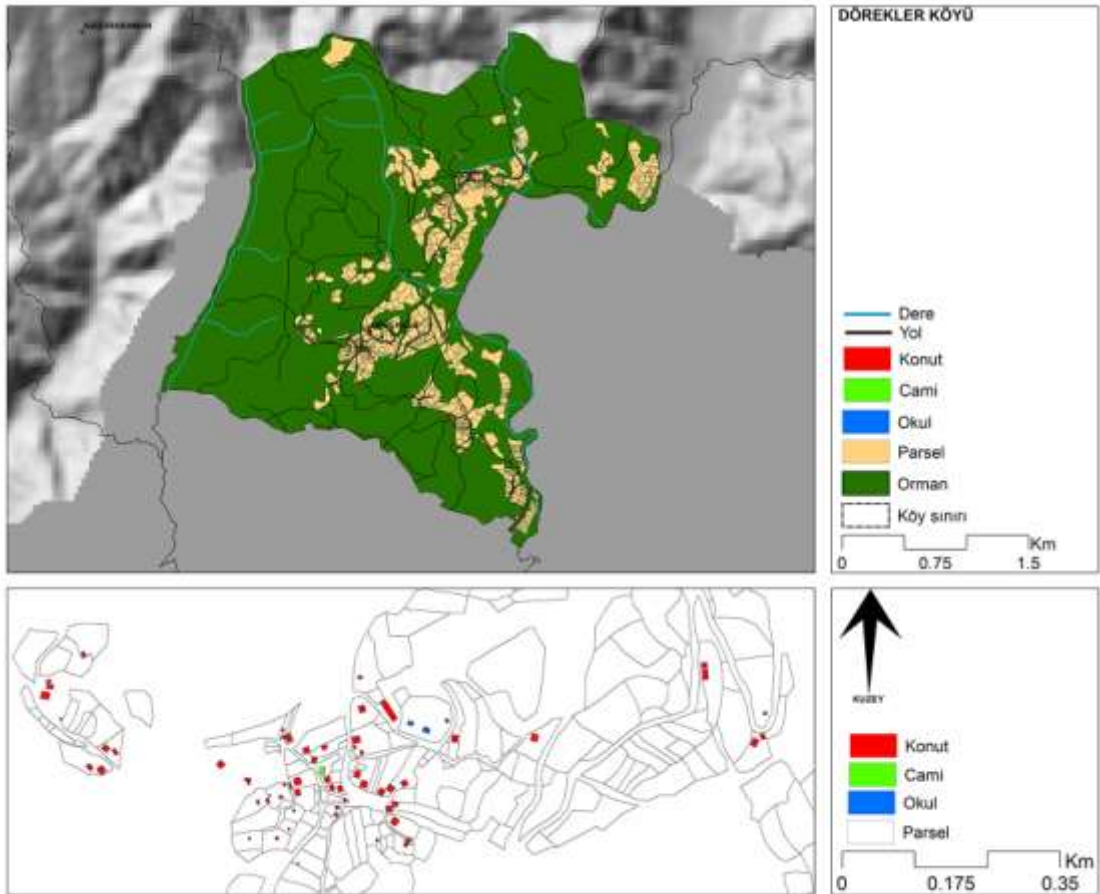 DÖREKLER KÖYÜ
Dere
Yol
Konut
Cami
Okul
Parsel
Orman
Köy sınırı
Km
0 0.75 1.5
KUZEY
Konut
Cami
Okul
Parsel
Km
0 0.175 0.35